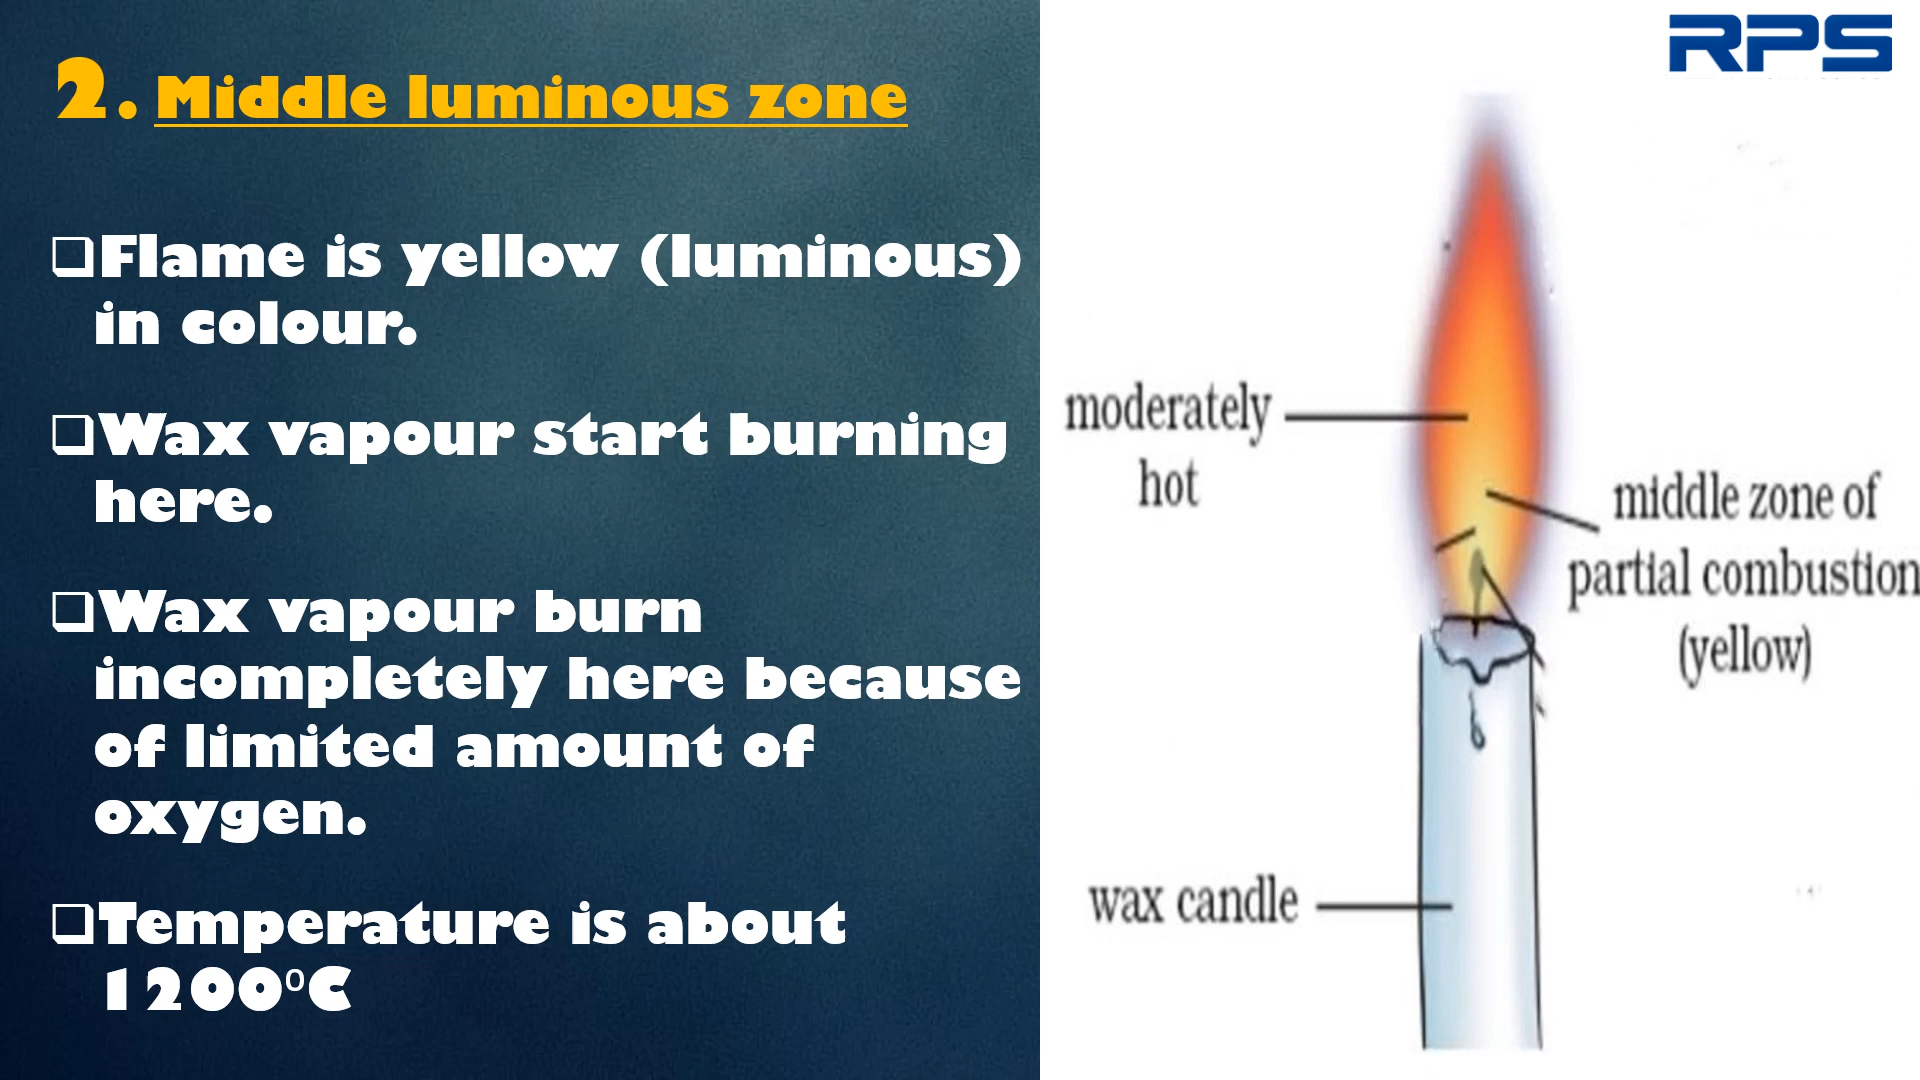 RPS
2. Middle luminous zone
❑Flame is yellow (luminous)
in colour.
❑Wax vapour start burning
here.
❑Wax vapour burn
incompletely here because
of limited amount of
oxygen.
❑Temperature is about
1200⁰C
moderately
hot
middle zone of
partial combustion
(yellow)
wax candle